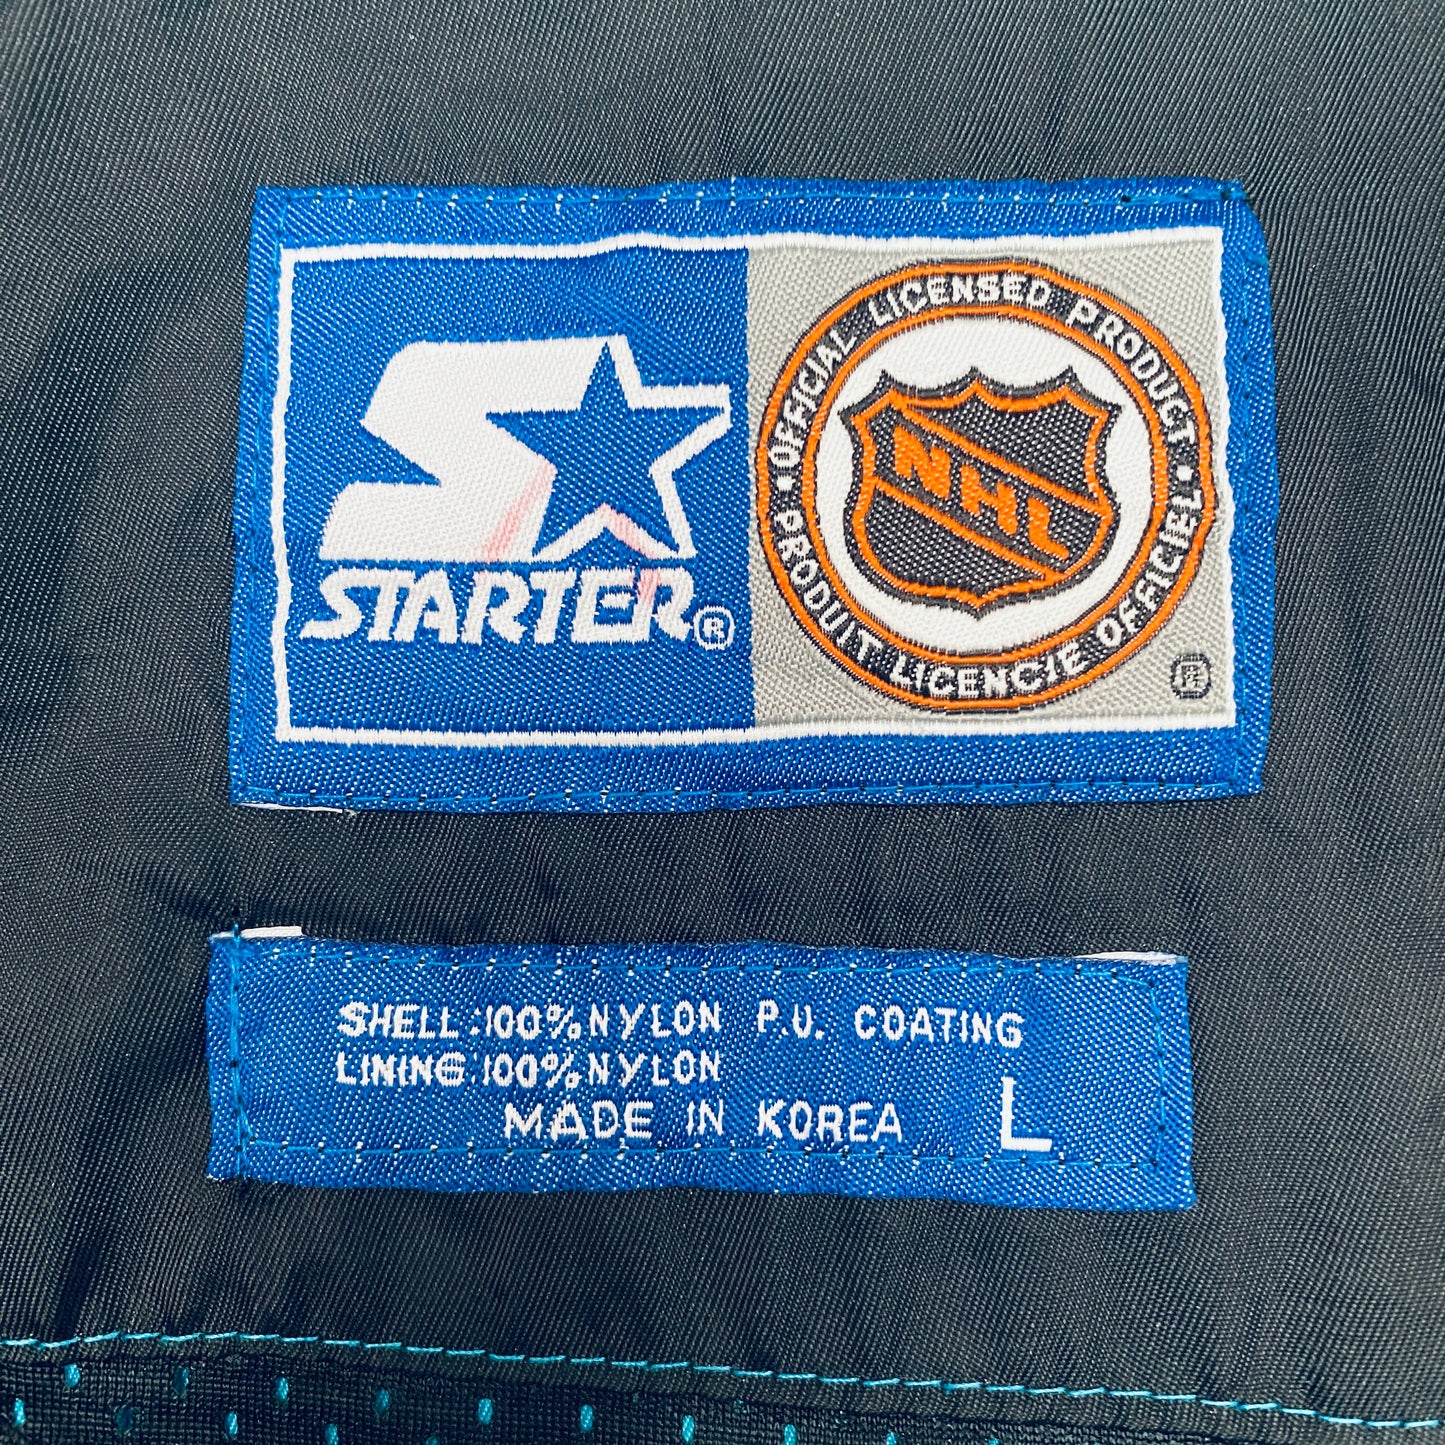 STARTER®
OFFICIAL LICENSED PRODUCT •
PRODUIT LICENCIE OFFICIEL •
NHL
SHELL:100% NYLON P.U. COATING
LINING:100% NYLON
MADE IN KOREA L